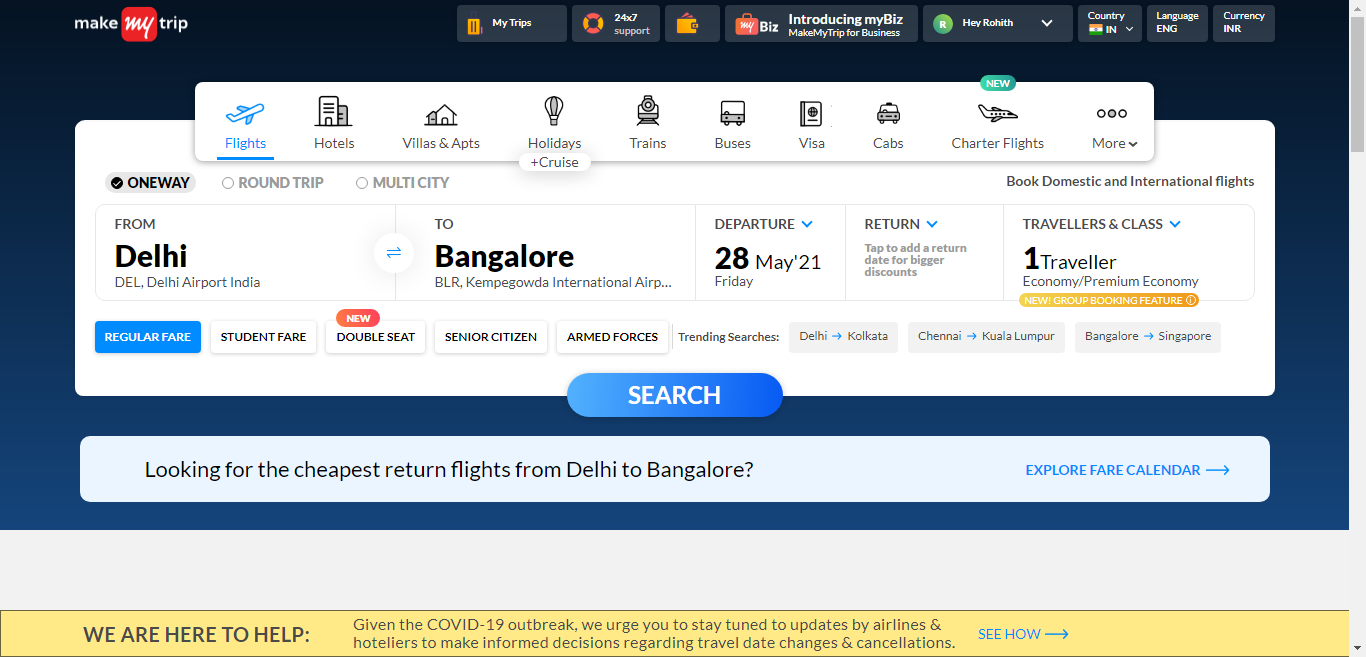 make my trip
My Trips
24x7
support
my Biz
Introducing myBiz
MakeMyTrip for Business
R
Hey Rohith
Country
IN
Language
ENG
Currency
INR
NEW
Flights
Hotels
Villas & Apts
Holidays
+Cruise
Trains
Buses
Visa
Cabs
Charter Flights
More
ONEWAY
ROUND TRIP
MULTI CITY
Book Domestic and International flights
FROM
Delhi
DEL, Delhi Airport India
TO
Bangalore
BLR, Kempegowda International Airp...
DEPARTURE
28 May'21
Friday
RETURN
Tap to add a return
date for bigger
discounts
TRAVELLERS & CLASS
1 Traveller
Economy/Premium Economy
NEW! GROUP BOOKING FEATURE
REGULAR FARE
STUDENT FARE
NEW
DOUBLE SEAT
SENIOR CITIZEN
ARMED FORCES
Trending Searches:
Delhi → Kolkata
Chennai → Kuala Lumpur
Bangalore → Singapore
SEARCH
Looking for the cheapest return flights from Delhi to Bangalore?
EXPLORE FARE CALENDAR
WE ARE HERE TO HELP:
Given the COVID-19 outbreak, we urge you to stay tuned to updates by airlines &
hoteliers to make informed decisions regarding travel date changes & cancellations.
SEE HOW